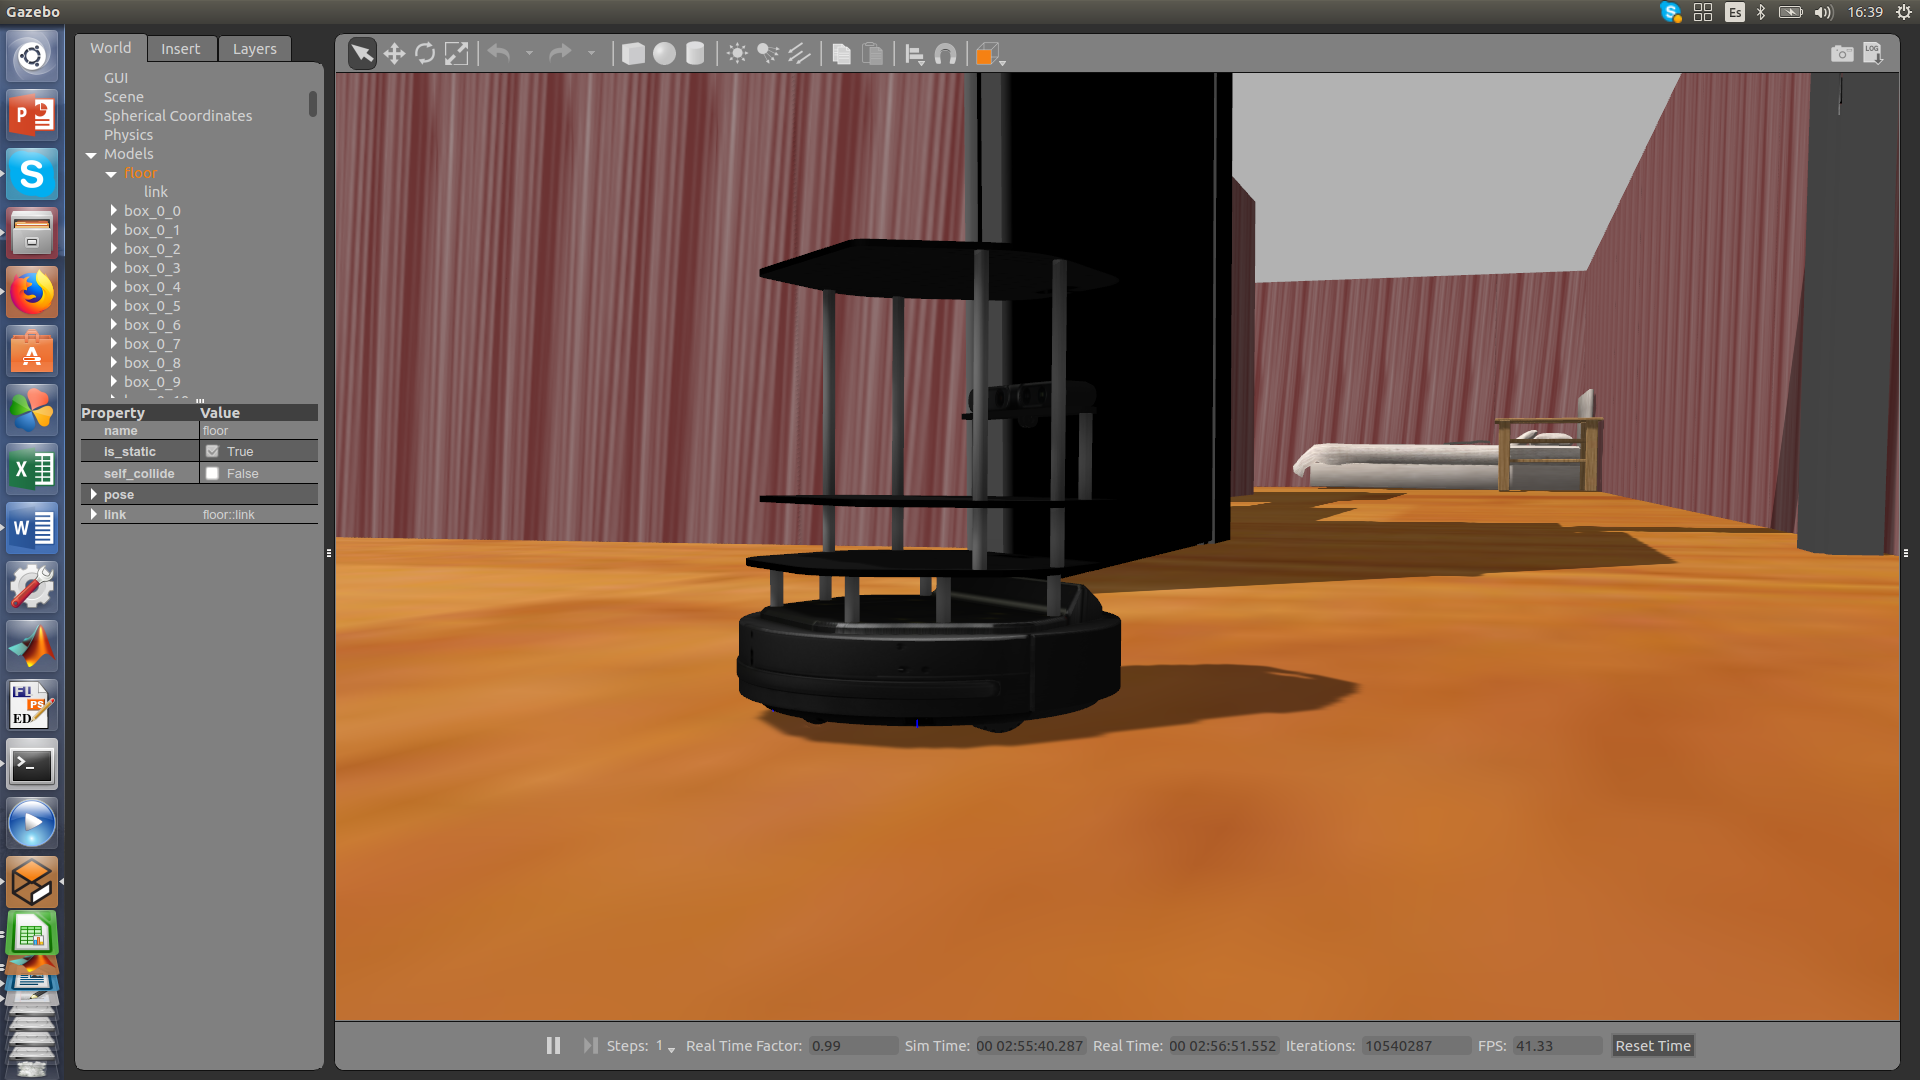 Gazebo
Es
16:39
World
Insert
Layers
LOG
GUI
Scene
Spherical Coordinates
Physics
Models
floor
link
box_0_0
box_0_1
box_0_2
box_0_3
box_0_4
box_0_5
box_0_6
box_0_7
box_0_8
box_0_9
Property Value
name floor
is_static True
self_collide False
pose
link floor::link
Steps: 1 Real Time Factor: 0.99 Sim Time: 00 02:55:40.287 Real Time: 00 02:56:51.552 Iterations: 10540287 FPS: 41.33 Reset Time